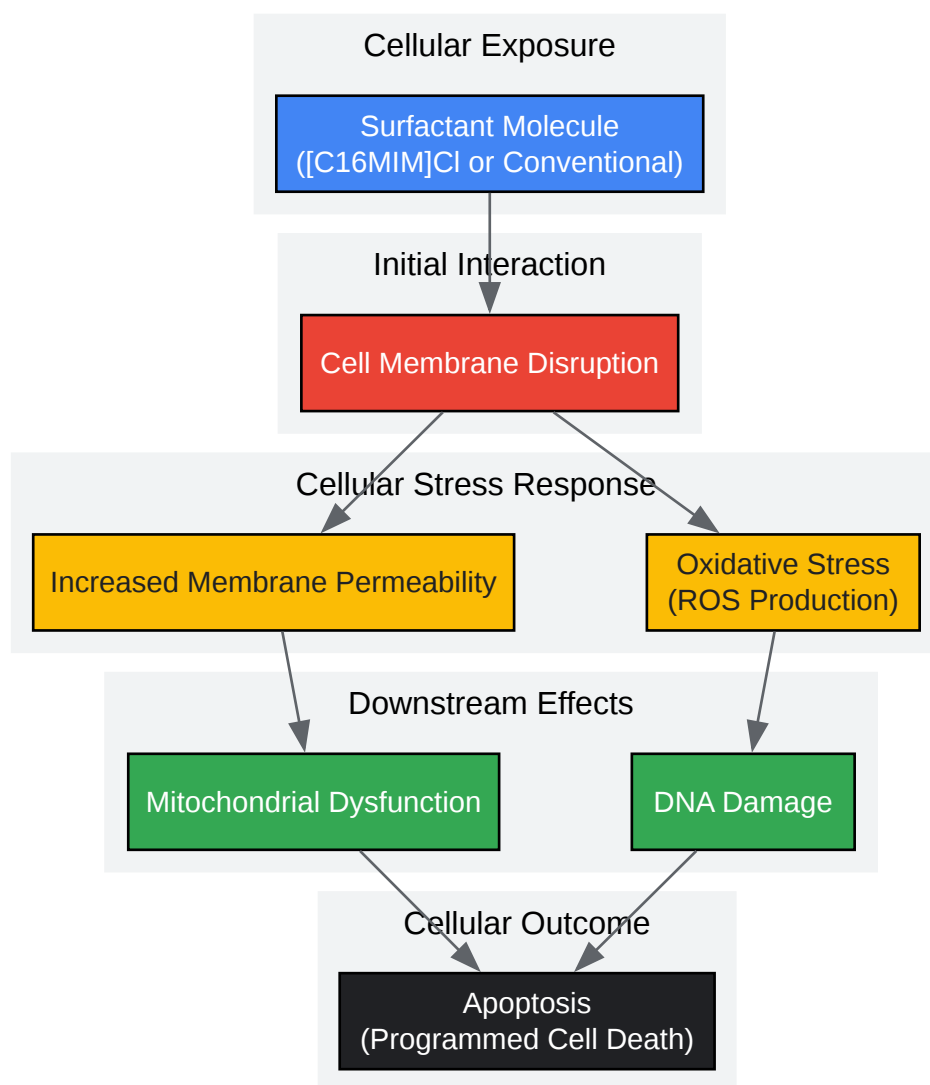 Cellular Exposure
Surfactant Molecule
([C16MIM]Cl or Conventional)
Initial Interaction
Cell Membrane Disruption
Cellular Stress Response
Increased Membrane Permeability
Oxidative Stress
(ROS Production)
Downstream Effects
Mitochondrial Dysfunction
DNA Damage
Cellular Outcome
Apoptosis
(Programmed Cell Death)